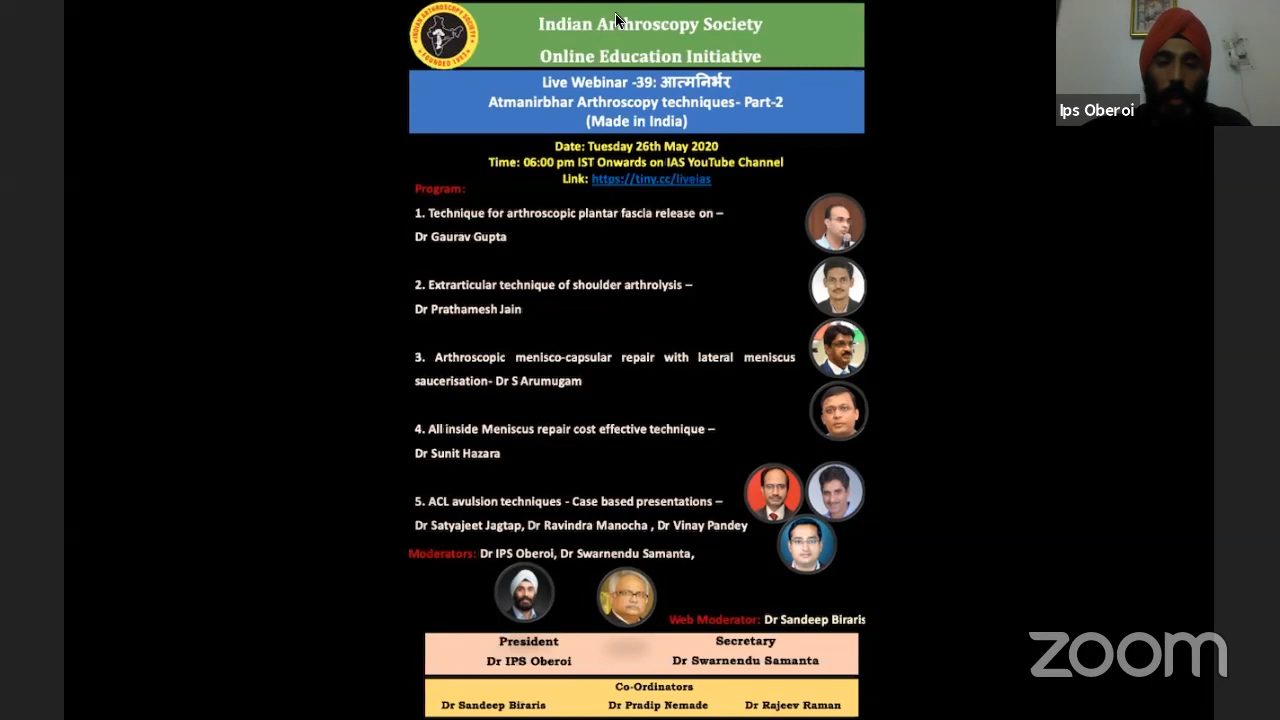 INDIAN ARTHROSCOPY SOCIETY
Indian Arthroscopy Society
Online Education Initiative
Live Webinar -39: आत्मनिर्भर
Atmanirbhar Arthroscopy techniques- Part-2
(Made in India)
Date: Tuesday 26th May 2020
Time: 06:00 pm IST Onwards on IAS YouTube Channel
Link: https://tiny.cc/liveias
Program:
1. Technique for arthroscopic plantar fascia release on –
Dr Gaurav Gupta
2. Extrarticular technique of shoulder arthrolysis –
Dr Prathamesh Jain
3. Arthroscopic menisco-capsular repair with lateral meniscus
saucerisation- Dr S Arumugam
4. All inside Meniscus repair cost effective technique –
Dr Sunit Hazara
5. ACL avulsion techniques - Case based presentations –
Dr Satyajeet Jagtap, Dr Ravindra Manocha , Dr Vinay Pandey
Moderators: Dr IPS Oberoi, Dr Swarnendu Samanta,
Web Moderator: Dr Sandeep Biraris
President
Dr IPS Oberoi
Secretary
Dr Swarnendu Samanta
Co-Ordinators
Dr Sandeep Biraris Dr Pradip Nemade Dr Rajeev Raman
Ips Oberoi
zoom